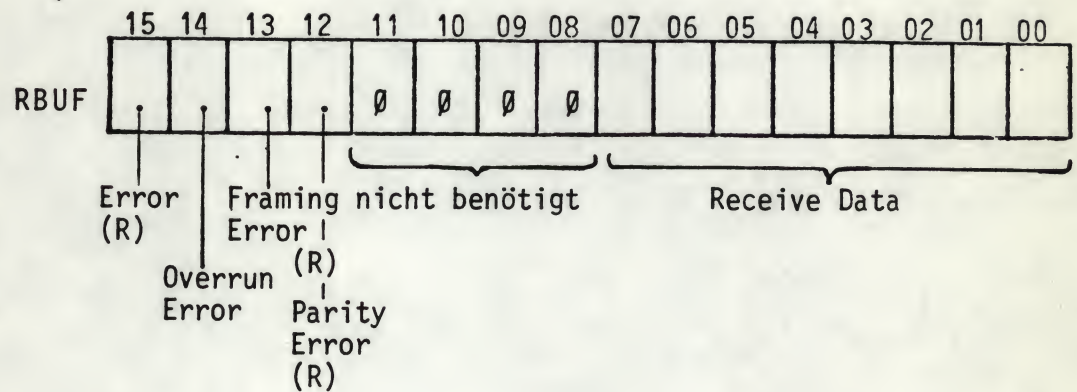 15 14 13 12 11 10 09 08 07 06 05 04 03 02 01 00
RBUF Ø Ø Ø Ø
Error Framing nicht benötigt Receive Data
(R) Error
(R)
Overrun
Error Parity
Error
(R)